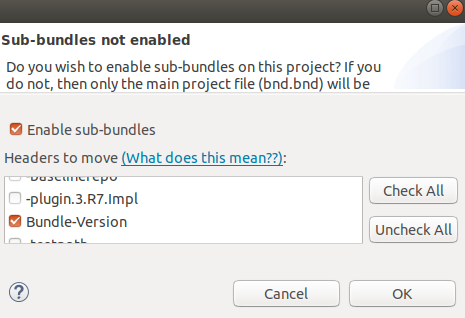 Sub-bundles not enabled
Do you wish to enable sub-bundles on this project? If you
do not, then only the main project file (bnd.bnd) will be
Enable sub-bundles
Headers to move (What does this mean??):
-plugin.3.R7.Impl
Check All
Bundle-Version
Uncheck All
Cancel
OK